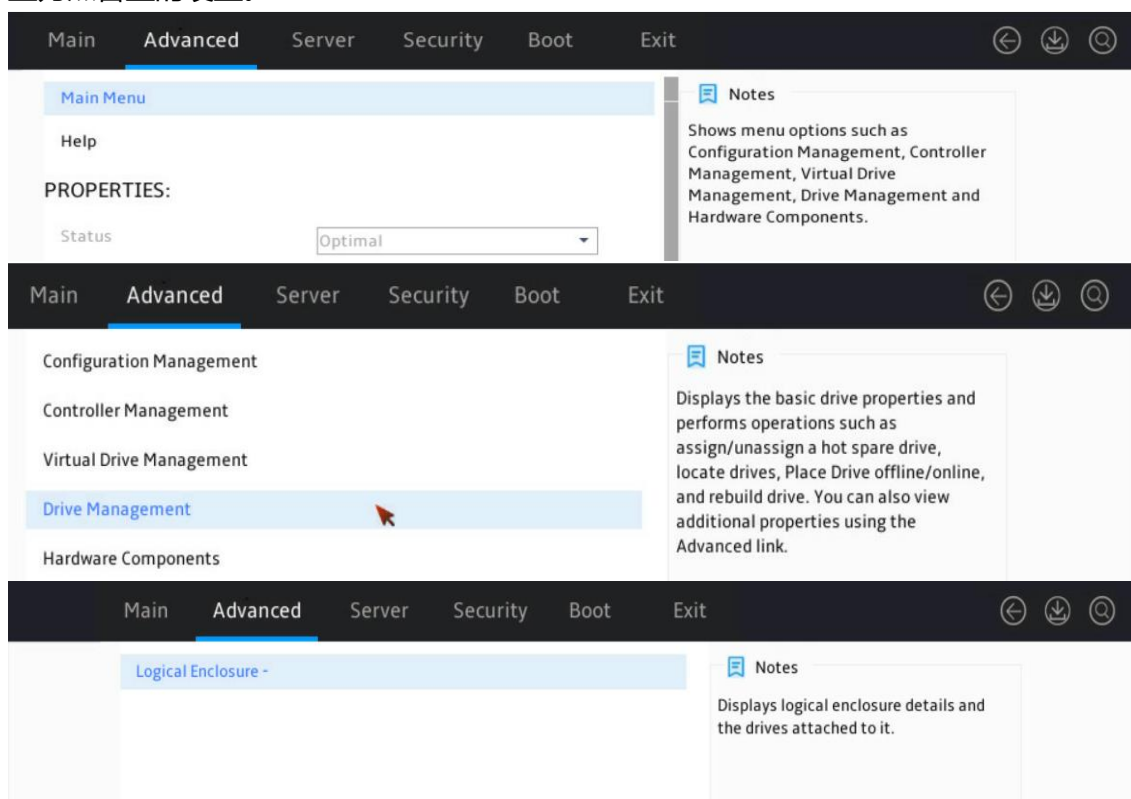 Main Advanced Server Security Boot Exit
Main Menu
Help
PROPERTIES:
Status Optimal
Notes
Shows menu options such as
Configuration Management, Controller
Management, Virtual Drive
Management, Drive Management and
Hardware Components.
Main Advanced Server Security Boot Exit
Configuration Management
Controller Management
Virtual Drive Management
Drive Management
Hardware Components
Notes
Displays the basic drive properties and
performs operations such as
assign/unassign a hot spare drive,
locate drives, Place Drive offline/online,
and rebuild drive. You can also view
additional properties using the
Advanced link.
Main Advanced Server Security Boot Exit
Logical Enclosure -
Notes
Displays logical enclosure details and
the drives attached to it.